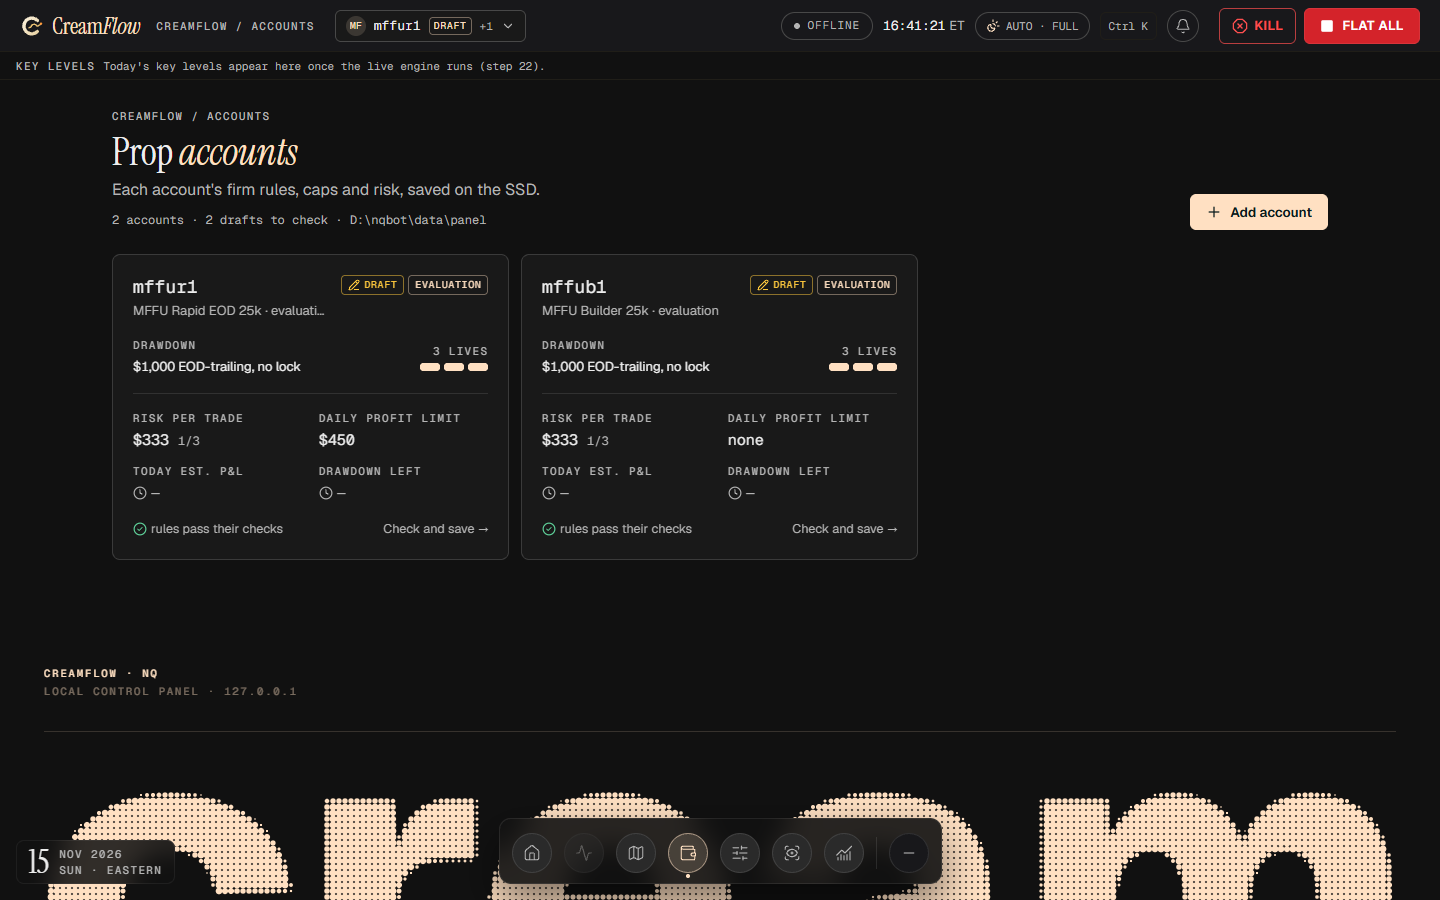 CreamFlow CREAMFLOW / ACCOUNTS MF mffur1 DRAFT +1 OFFLINE 16:41:21 ET AUTO · FULL Ctrl K KILL FLAT ALL
KEY LEVELS Today's key levels appear here once the live engine runs (step 22).
CREAMFLOW / ACCOUNTS
Prop accounts
Each account's firm rules, caps and risk, saved on the SSD.
2 accounts · 2 drafts to check · D:\nqbot\data\panel
Add account
mffur1 DRAFT EVALUATION
MFFU Rapid EOD 25k · evaluati…
DRAWDOWN
3 LIVES
$1,000 EOD-trailing, no lock
RISK PER TRADE DAILY PROFIT LIMIT
$333 1/3 $450
TODAY EST. P&L DRAWDOWN LEFT
– –
rules pass their checks Check and save →
mffub1 DRAFT EVALUATION
MFFU Builder 25k · evaluation
DRAWDOWN
3 LIVES
$1,000 EOD-trailing, no lock
RISK PER TRADE DAILY PROFIT LIMIT
$333 1/3 none
TODAY EST. P&L DRAWDOWN LEFT
– –
rules pass their checks Check and save →
CREAMFLOW · NQ
LOCAL CONTROL PANEL · 127.0.0.1
cream
15 NOV 2026
SUN · EASTERN